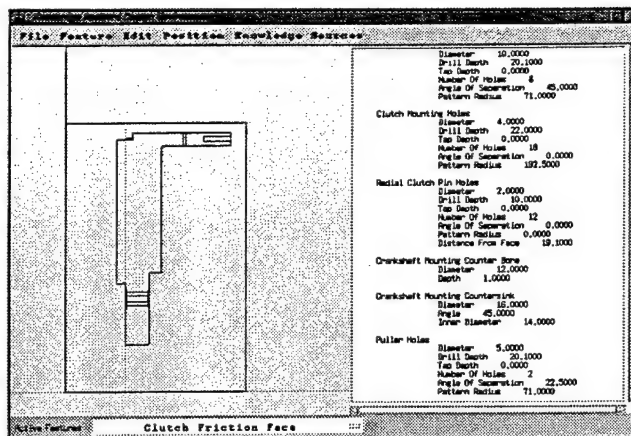 File Feature Edit Position Knowledge Sources
Diameter 10.0000
Drill Depth 20.1000
Tap Depth 0.0000
Number Of Holes 8
Angle Of Separation 45.0000
Pattern Radius 71.0000
Clutch Mounting Holes
Diameter 4.0000
Drill Depth 22.0000
Tap Depth 0.0000
Number Of Holes 18
Angle Of Separation 0.0000
Pattern Radius 192.5000
Radial Clutch Pin Holes
Diameter 2.0000
Drill Depth 10.0000
Tap Depth 0.0000
Number Of Holes 12
Angle Of Separation 0.0000
Pattern Radius 0.0000
Distance From Face 19.1000
Crankshaft Mounting Counter Bore
Diameter 12.0000
Depth 1.0000
Crankshaft Mounting Countersink
Diameter 16.0000
Angle 45.0000
Inner Diameter 14.0000
Puller Holes
Diameter 5.0000
Drill Depth 20.1000
Tap Depth 0.0000
Number Of Holes 2
Angle Of Separation 22.5000
Pattern Radius 71.0000
Active Features Clutch Friction Face